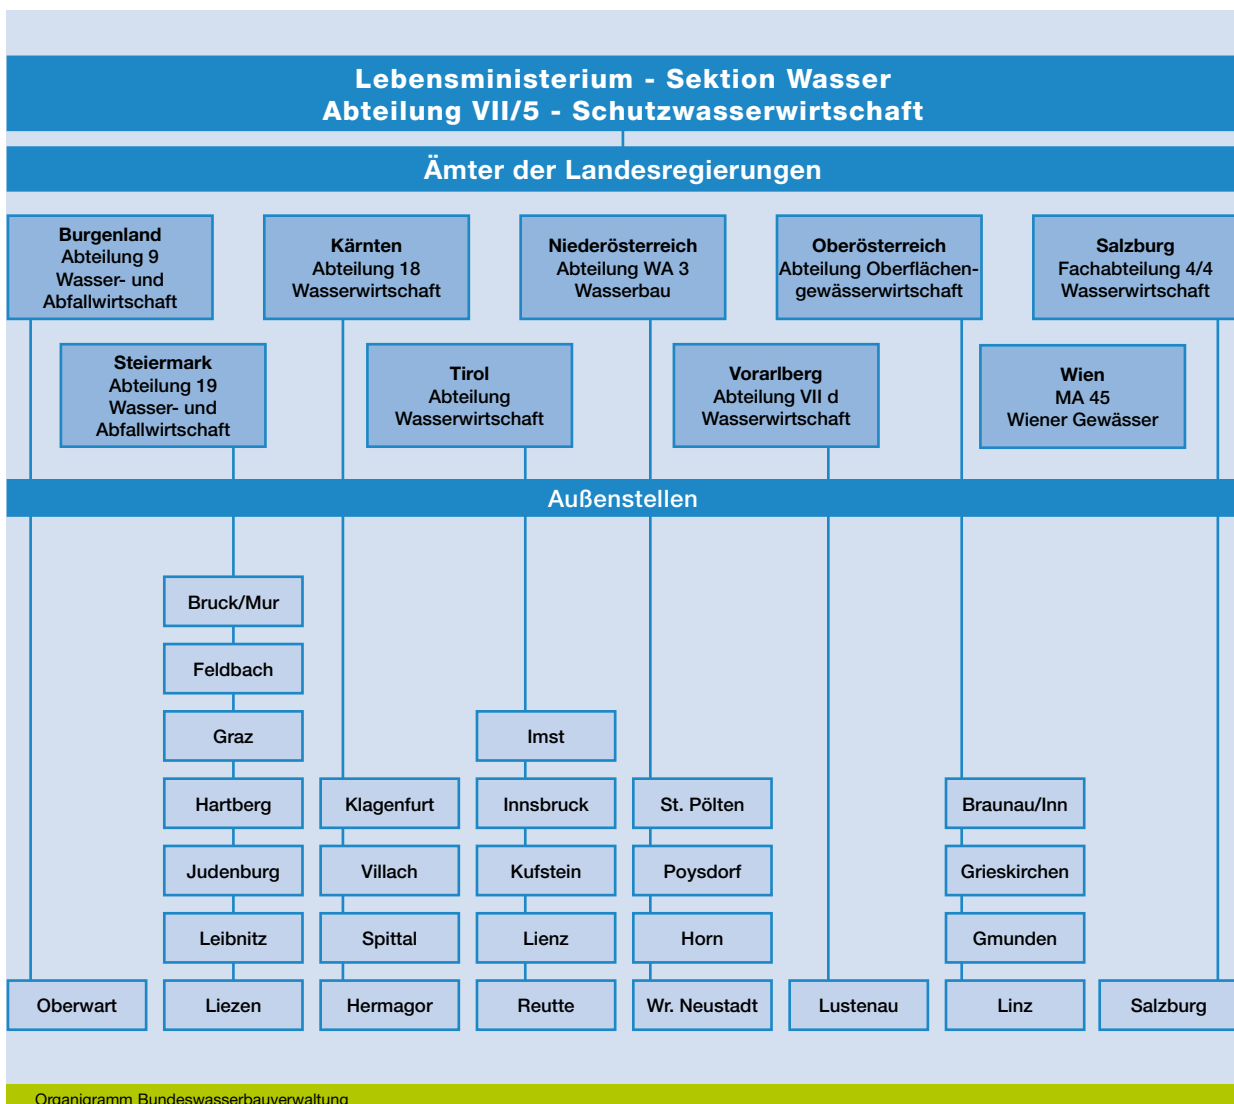 Lebensministerium - Sektion Wasser
Abteilung VII/5 - Schutzwasserwirtschaft
Ämter der Landesregierungen
Burgenland
Abteilung 9
Wasser- und
Abfallwirtschaft
Kärnten
Abteilung 18
Wasserwirtschaft
Niederösterreich
Abteilung WA 3
Wasserbau
Oberösterreich
Abteilung Oberflächen-
gewässerwirtschaft
Salzburg
Fachabteilung 4/4
Wasserwirtschaft
Steiermark
Abteilung 19
Wasser- und
Abfallwirtschaft
Tirol
Abteilung
Wasserwirtschaft
Vorarlberg
Abteilung VII d
Wasserwirtschaft
Wien
MA 45
Wiener Gewässer
Außenstellen
Oberwart
Bruck/Mur
Feldbach
Graz
Hartberg
Judenburg
Leibnitz
Liezen
Klagenfurt
Villach
Spittal
Hermagor
Imst
Innsbruck
Kufstein
Lienz
Reutte
St. Pölten
Poysdorf
Horn
Wr. Neustadt
Lustenau
Braunau/Inn
Grieskirchen
Gmunden
Linz
Salzburg
Organigramm Bundeswasserbauverwaltung